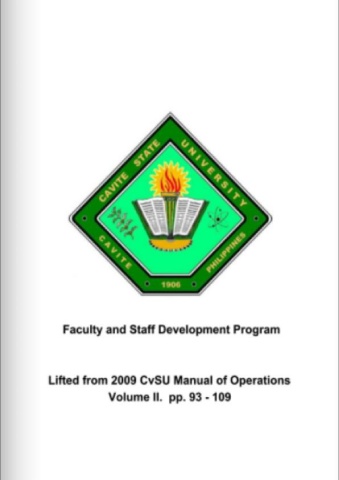 CAVITE STATE UNIVERSITY
CAVITE PHILIPPINES
1906
Faculty and Staff Development Program
Lifted from 2009 CvSU Manual of Operations
Volume II. pp. 93 - 109